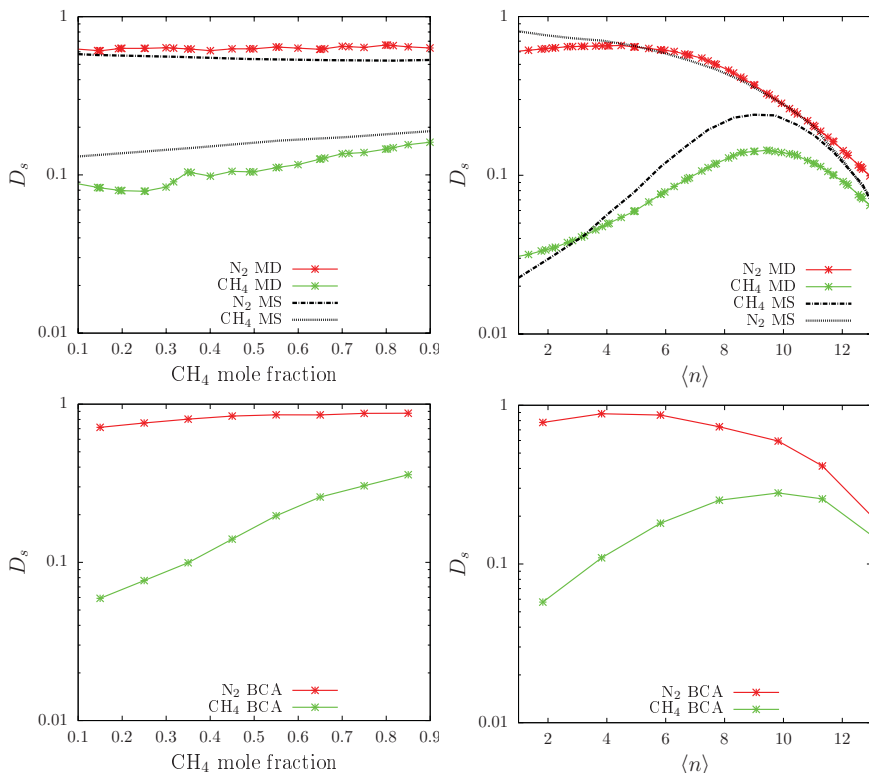 1
0.1
0.01
D_s
N₂ MD
CH₄ MD
N₂ MS
CH₄ MS
0.1 0.2 0.3 0.4 0.5 0.6 0.7 0.8 0.9
CH₄ mole fraction
1
0.1
0.01
D_s
N₂ MD
CH₄ MD
CH₄ MS
N₂ MS
2 4 6 8 10 12
⟨n⟩
1
0.1
0.01
D_s
N₂ BCA
CH₄ BCA
0.1 0.2 0.3 0.4 0.5 0.6 0.7 0.8 0.9
CH₄ mole fraction
1
0.1
0.01
D_s
N₂ BCA
CH₄ BCA
2 4 6 8 10 12
⟨n⟩